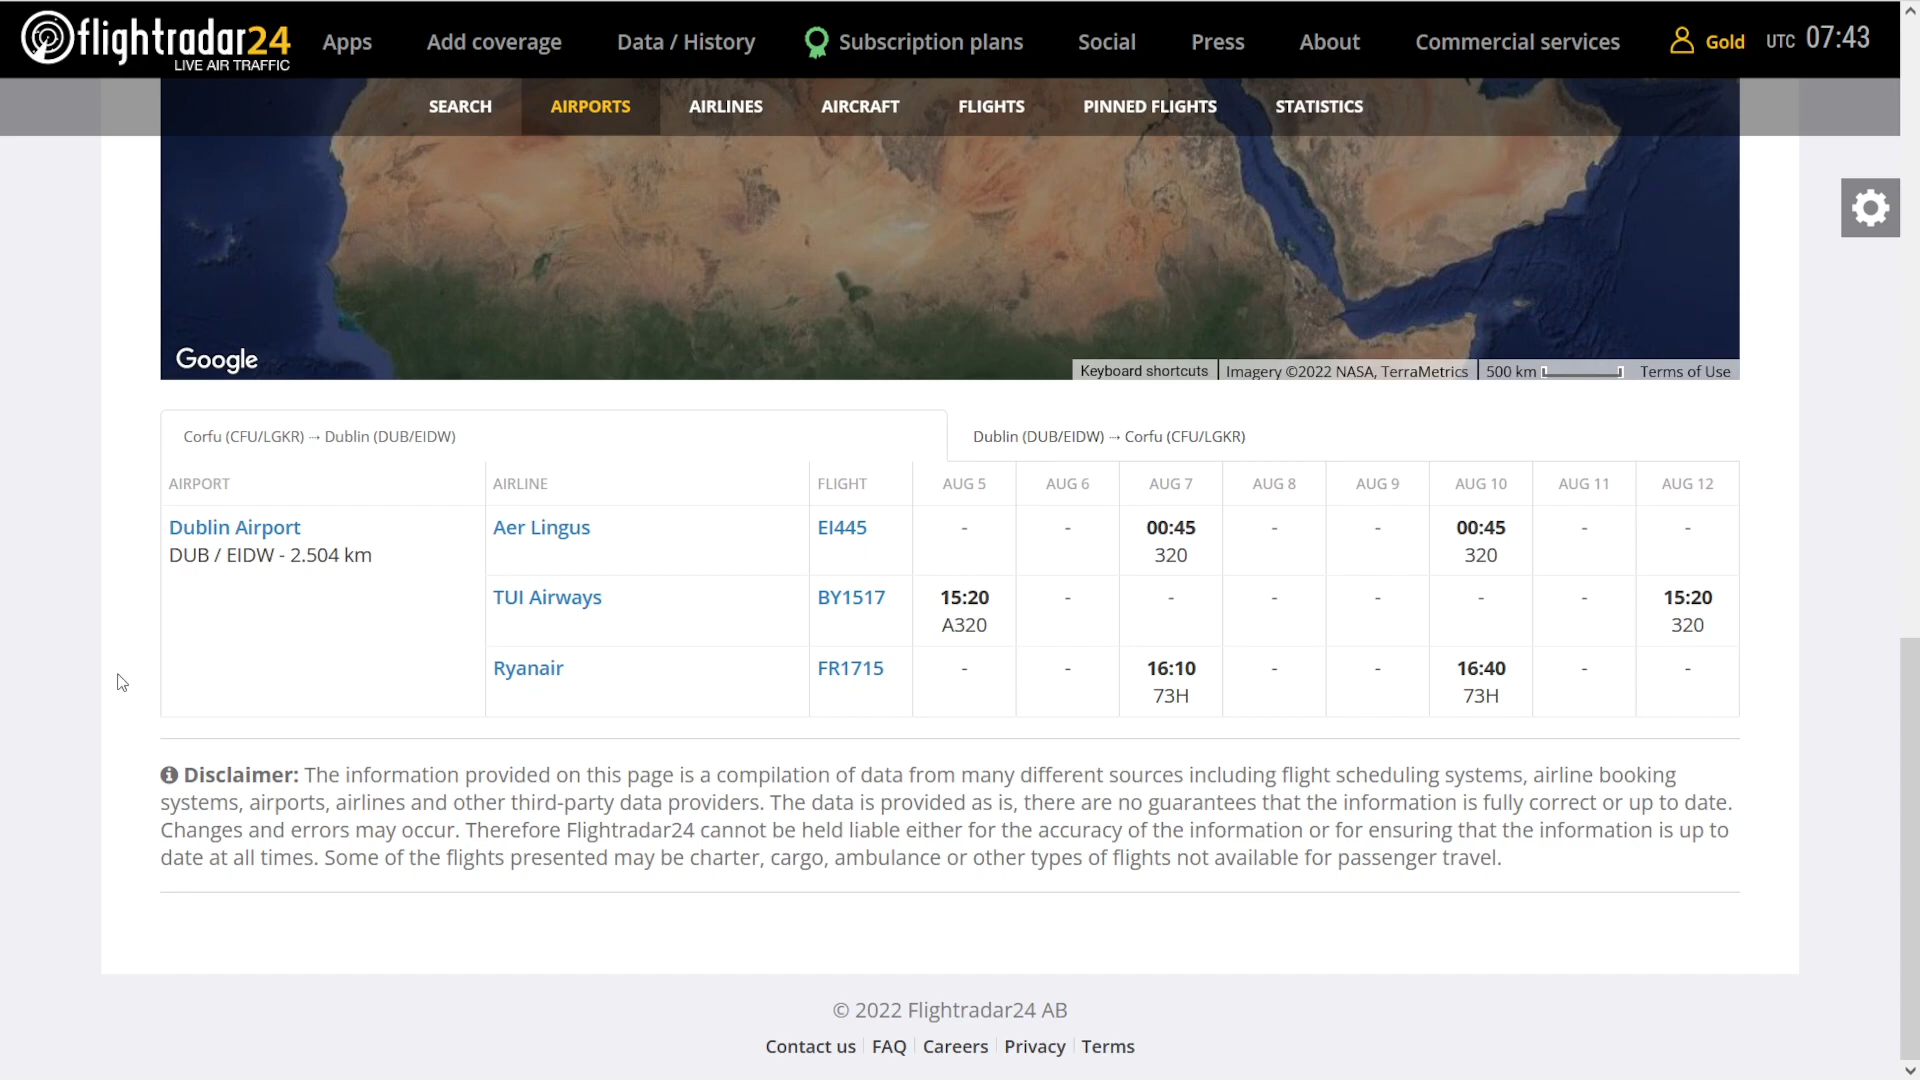 flightradar24
LIVE AIR TRAFFIC
Apps
Add coverage
Data / History
Subscription plans
Social
Press
About
Commercial services
Gold
UTC 07:43
SEARCH
AIRPORTS
AIRLINES
AIRCRAFT
FLIGHTS
PINNED FLIGHTS
STATISTICS
Google
Keyboard shortcuts
Imagery ©2022 NASA, TerraMetrics
500 km
Terms of Use
Corfu (CFU/LGKR) → Dublin (DUB/EIDW)
Dublin (DUB/EIDW) → Corfu (CFU/LGKR)
AIRPORT AIRLINE FLIGHT AUG 5 AUG 6 AUG 7 AUG 8 AUG 9 AUG 10 AUG 11 AUG 12
Dublin Airport Aer Lingus EI445 - - 00:45 - - 00:45 - -
DUB / EIDW - 2.504 km 320 320
TUI Airways BY1517 15:20 - - - - - - 15:20
A320 320
Ryanair FR1715 - - 16:10 - - 16:40 - -
73H 73H
Disclaimer: The information provided on this page is a compilation of data from many different sources including flight scheduling systems, airline booking
systems, airports, airlines and other third-party data providers. The data is provided as is, there are no guarantees that the information is fully correct or up to date.
Changes and errors may occur. Therefore Flightradar24 cannot be held liable either for the accuracy of the information or for ensuring that the information is up to
date at all times. Some of the flights presented may be charter, cargo, ambulance or other types of flights not available for passenger travel.
© 2022 Flightradar24 AB
Contact us | FAQ | Careers | Privacy | Terms